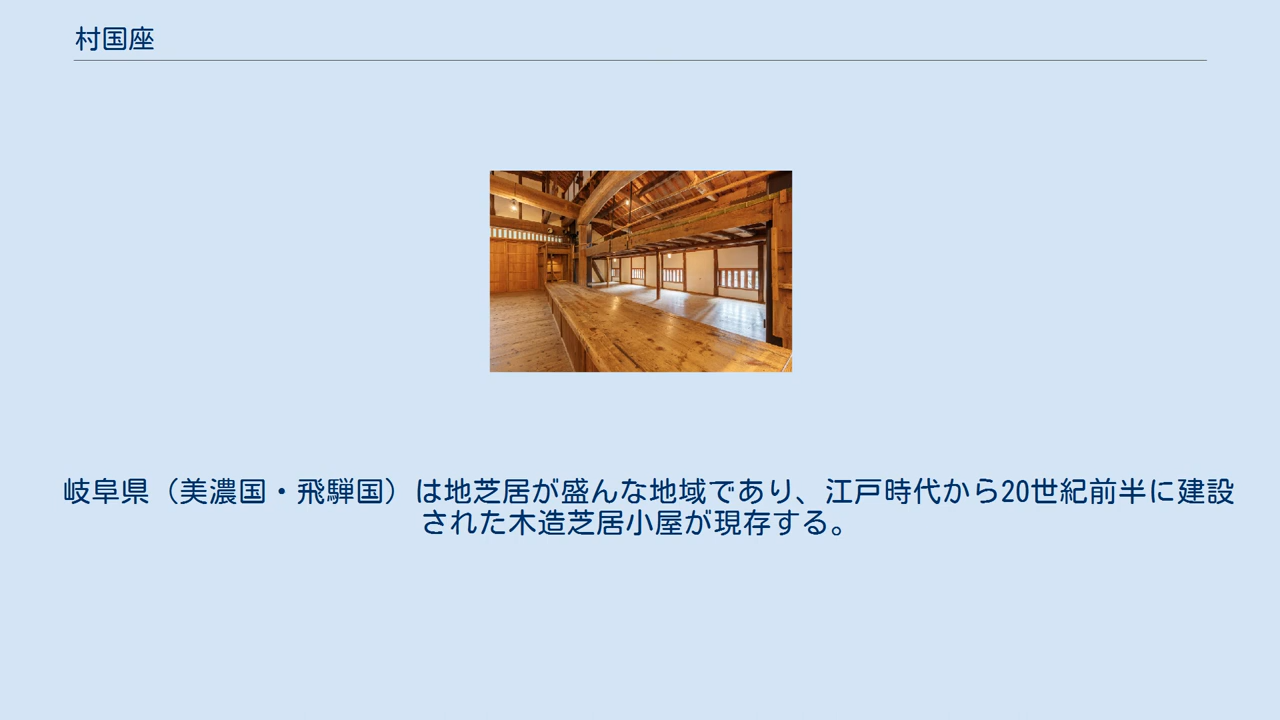 村国座
岐阜県（美濃国・飛騨国）は地芝居が盛んな地域であり、江戸時代から20世紀前半に建設
された木造芝居小屋が現存する。